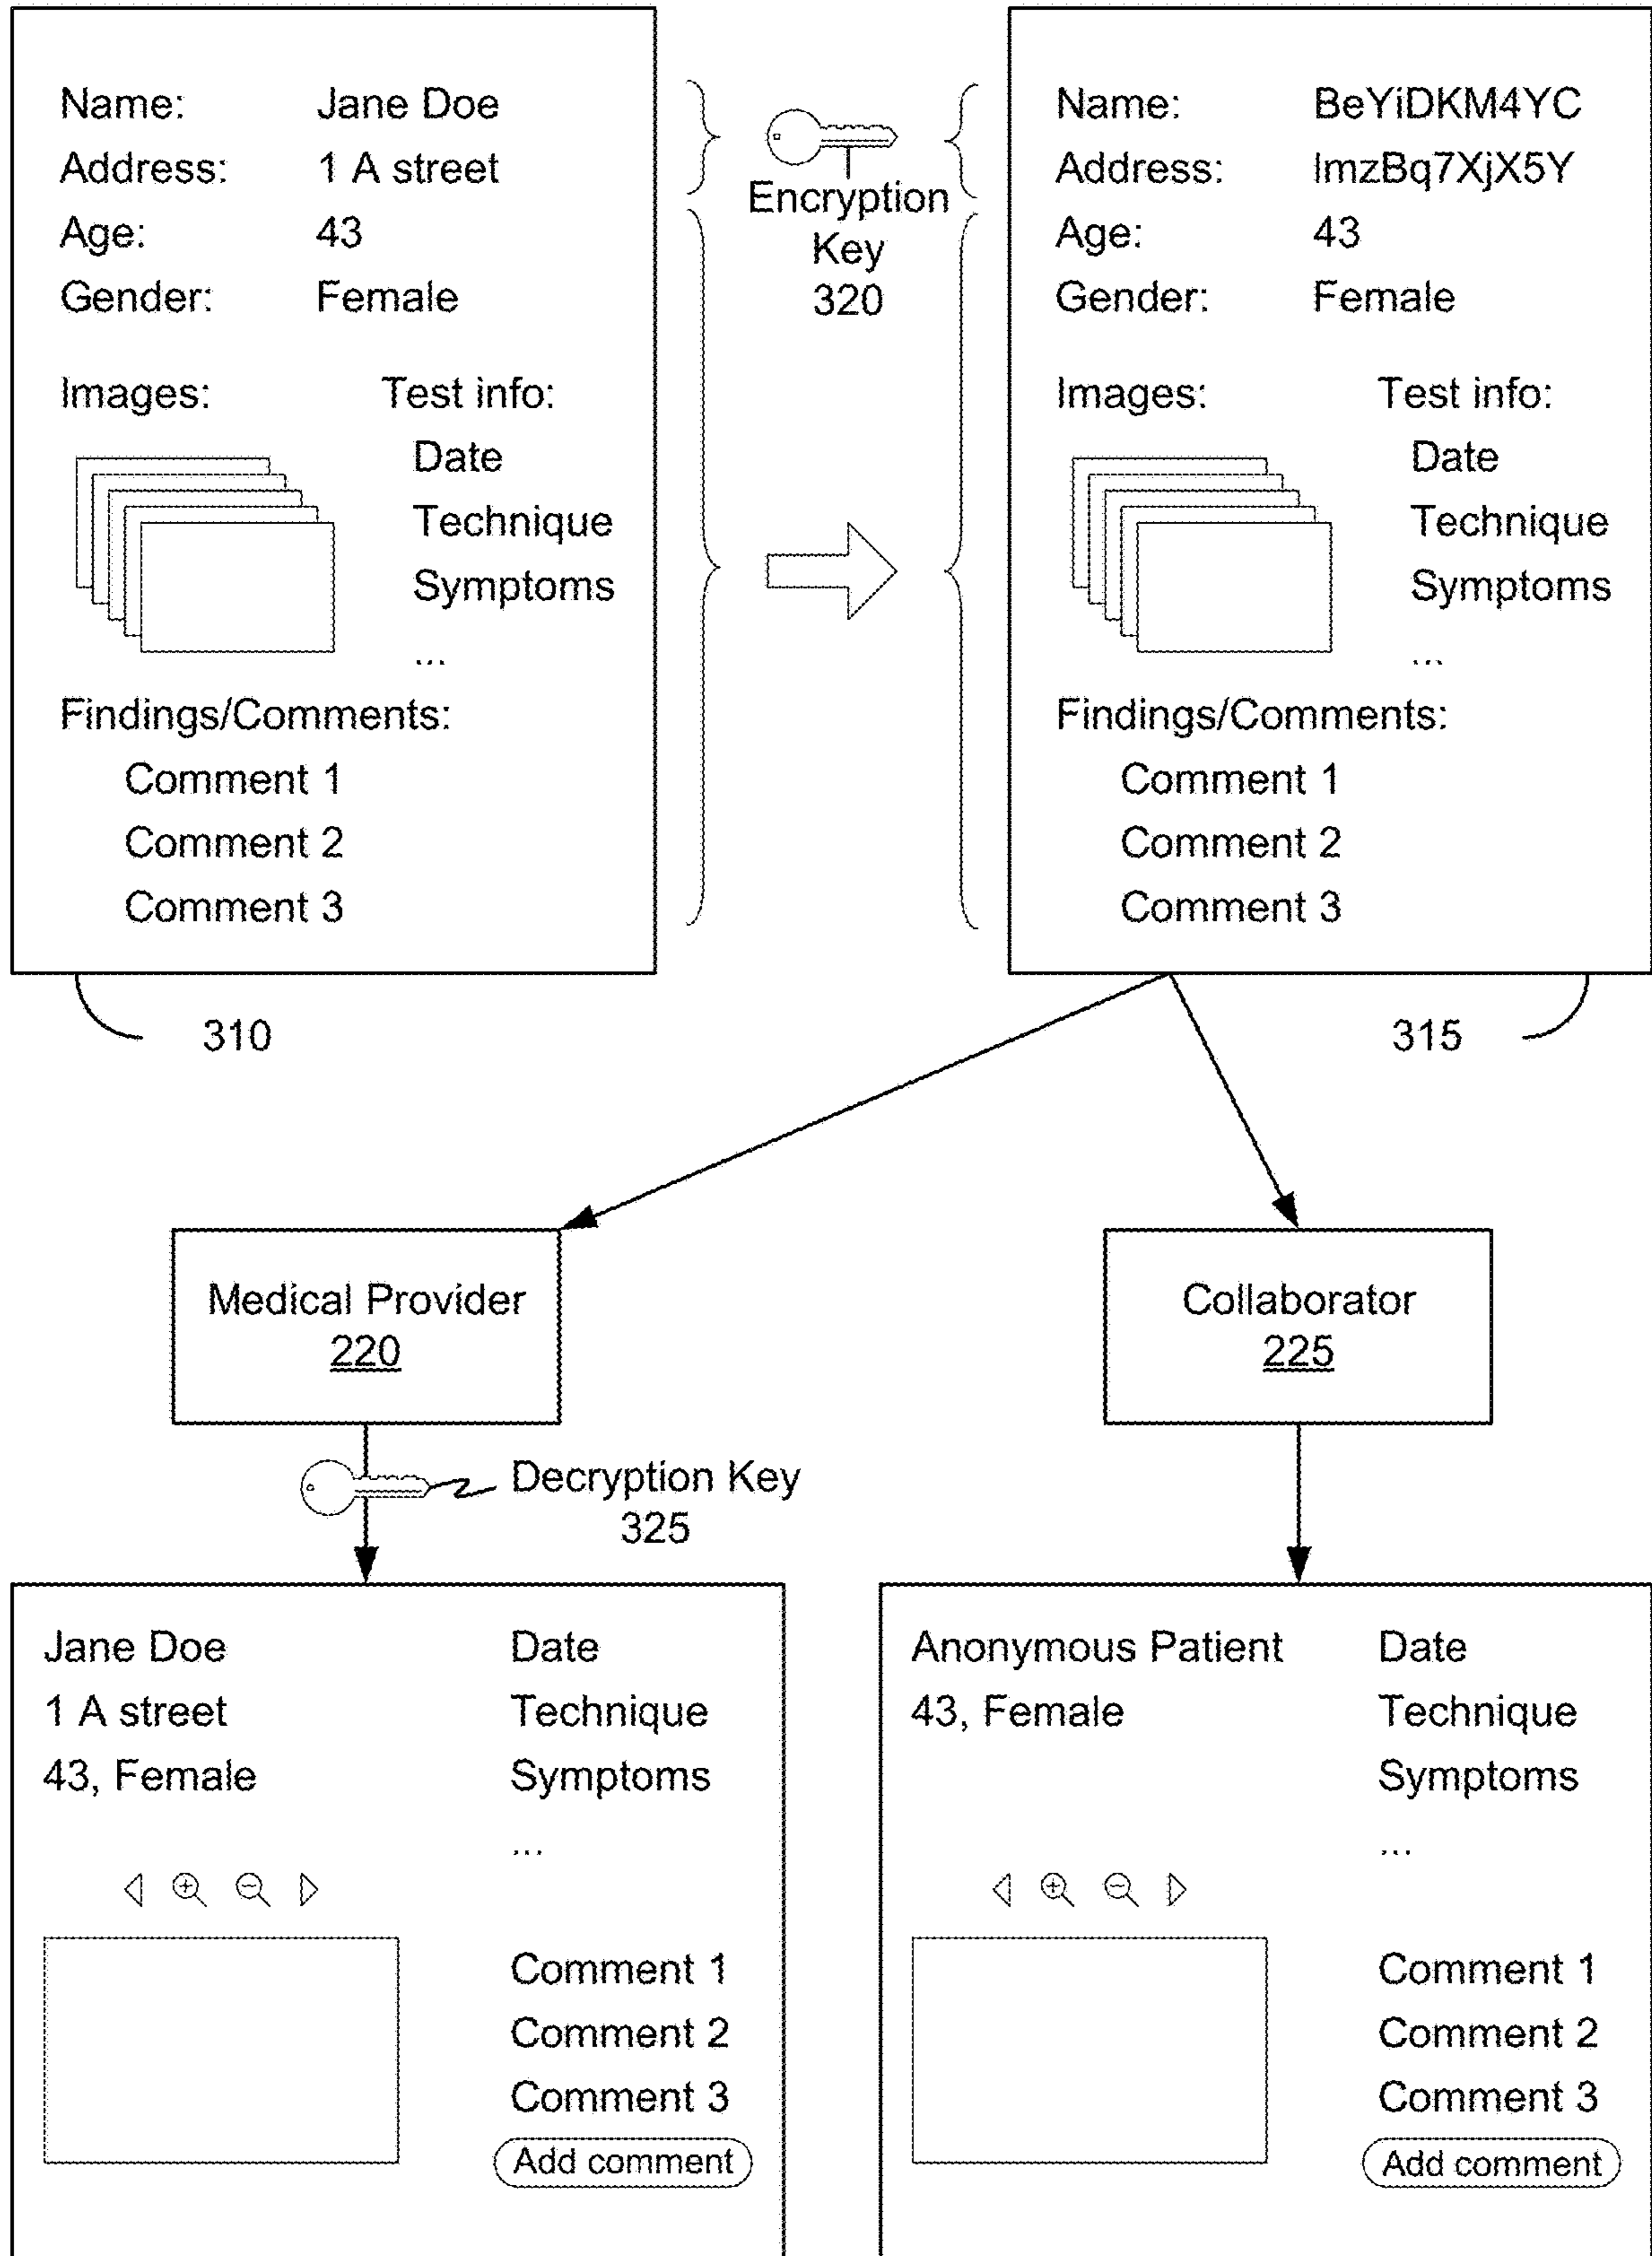 Name: Jane Doe
Address: 1 A street
Age: 43
Gender: Female
Images: Test info:
Date
Technique
Symptoms
...
Findings/Comments:
Comment 1
Comment 2
Comment 3
310
Encryption
Key
320
Name: BeYiDKM4YC
Address: lmzBq7XjX5Y
Age: 43
Gender: Female
Images: Test info:
Date
Technique
Symptoms
...
Findings/Comments:
Comment 1
Comment 2
Comment 3
315
Medical Provider
220
Collaborator
225
Decryption Key
325
Jane Doe Date
1 A street Technique
43, Female Symptoms
...
Comment 1
Comment 2
Comment 3
Add comment
Anonymous Patient Date
43, Female Technique
Symptoms
...
Comment 1
Comment 2
Comment 3
Add comment